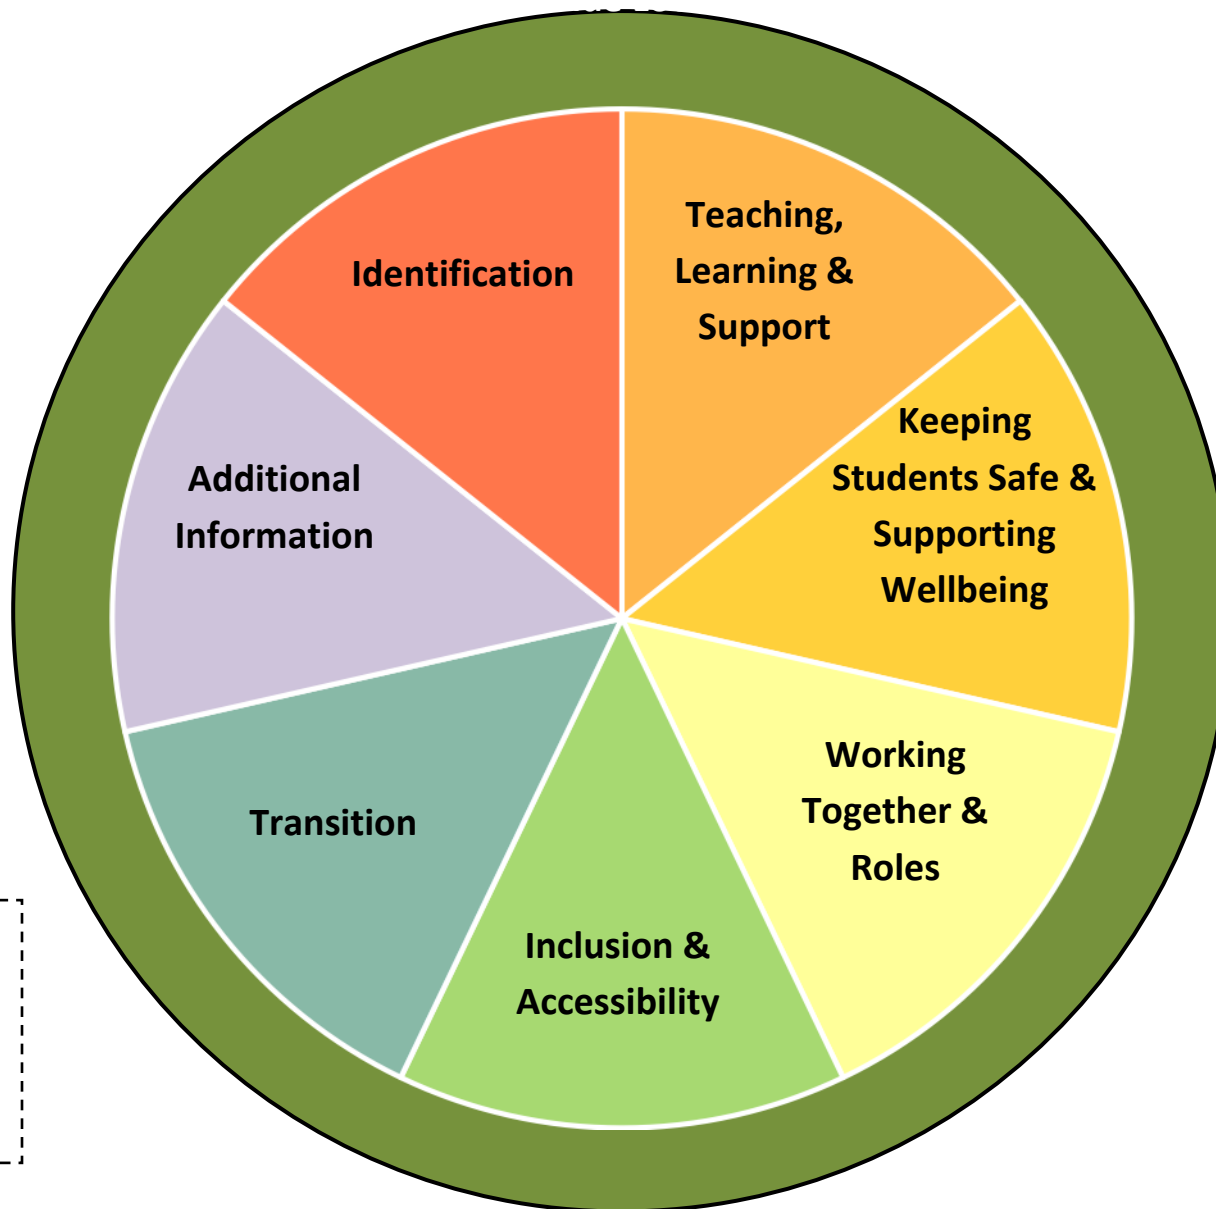 Teaching,
Learning &
Support
Keeping
Students Safe &
Supporting
Wellbeing
Working
Together &
Roles
Inclusion &
Accessibility
Transition
Additional
Information
Identification